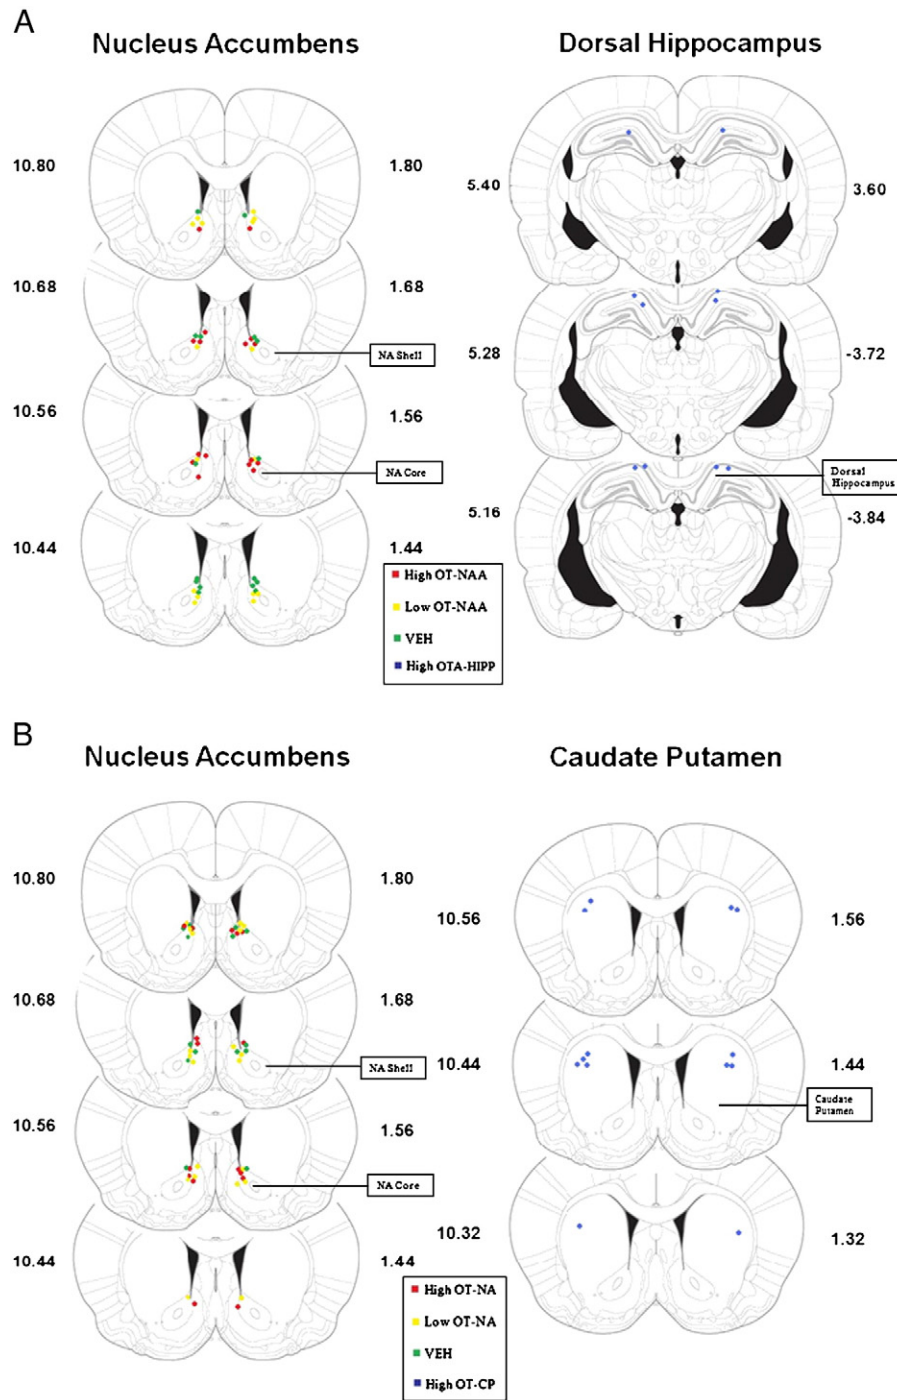 A
Nucleus Accumbens
Dorsal Hippocampus
10.80
1.80
5.40
3.60
10.68
1.68
NA Shell
5.28
-3.72
10.56
1.56
NA Core
Dorsal
Hippocampus
5.16
-3.84
10.44
1.44
High OT-NAA
Low OT-NAA
VEH
High OTA-HIPP
B
Nucleus Accumbens
Caudate Putamen
10.80
1.80
10.56
1.56
10.68
1.68
NA Shell
10.44
1.44
Caudate
Putamen
10.56
1.56
NA Core
10.32
1.32
10.44
1.44
High OT-NA
Low OT-NA
VEH
High OT-CP